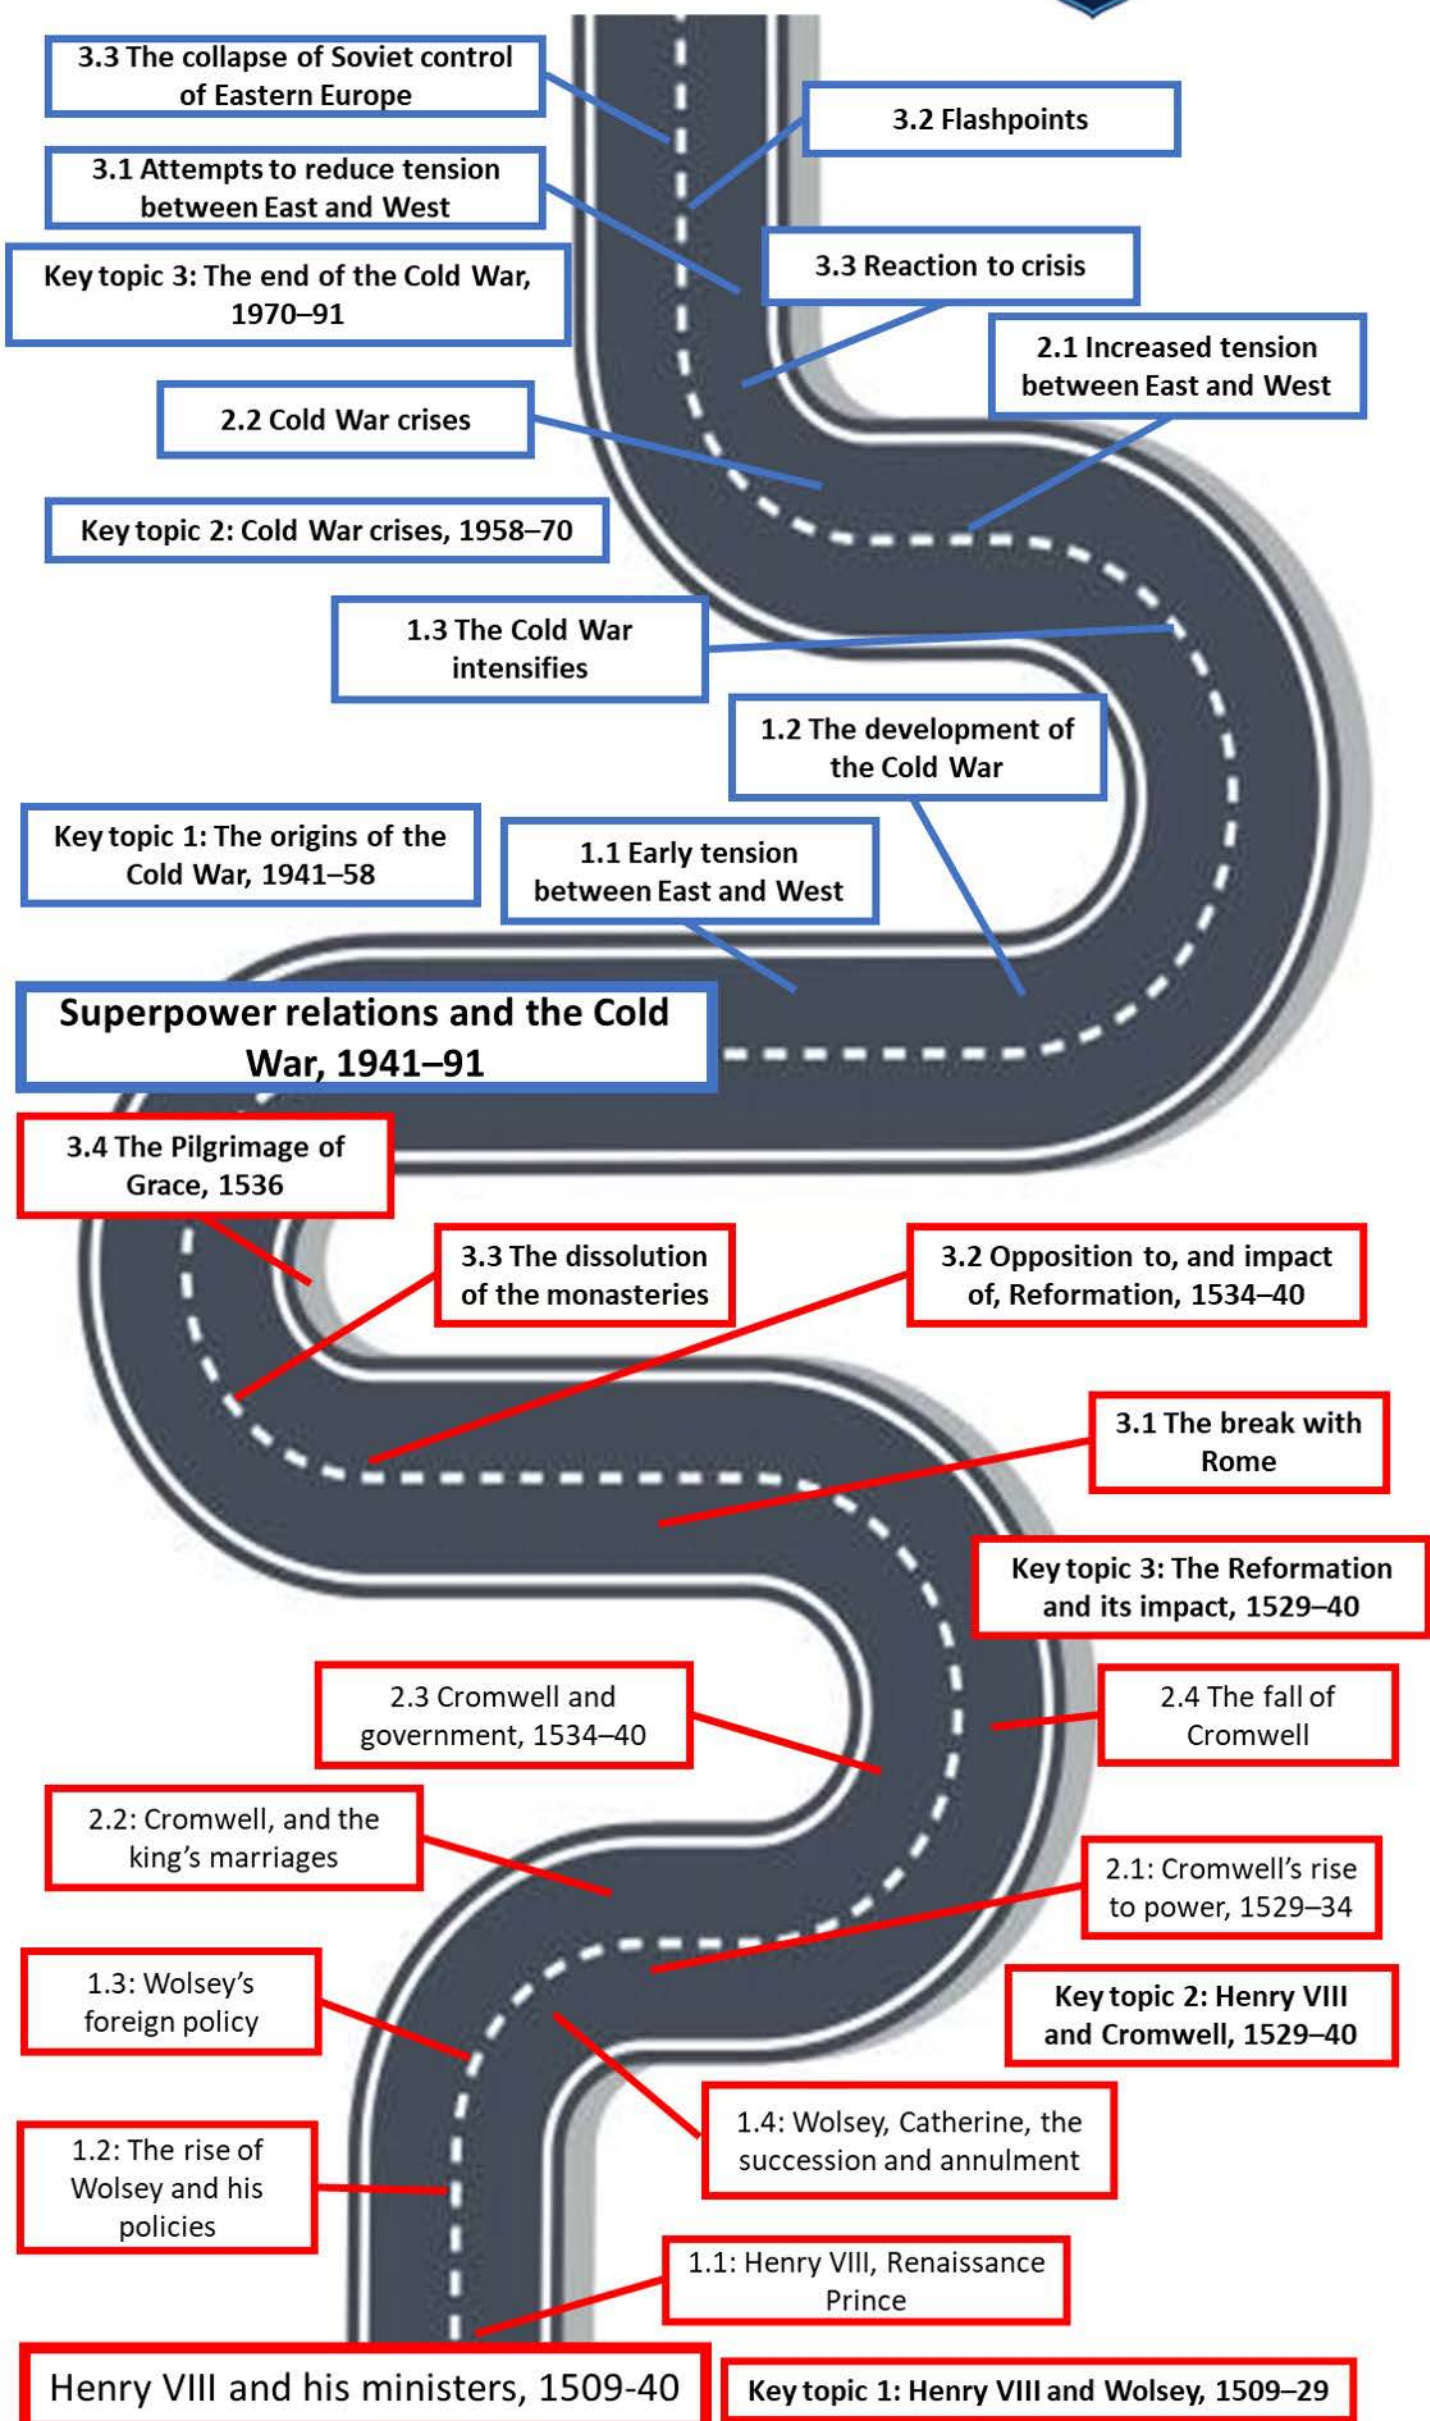 3.3 The collapse of Soviet control
of Eastern Europe
3.2 Flashpoints
3.1 Attempts to reduce tension
between East and West
3.3 Reaction to crisis
Key topic 3: The end of the Cold War,
1970–91
2.1 Increased tension
between East and West
2.2 Cold War crises
Key topic 2: Cold War crises, 1958–70
1.3 The Cold War
intensifies
1.2 The development of
the Cold War
Key topic 1: The origins of the
Cold War, 1941–58
1.1 Early tension
between East and West
Superpower relations and the Cold
War, 1941–91
3.4 The Pilgrimage of
Grace, 1536
3.3 The dissolution
of the monasteries
3.2 Opposition to, and impact
of, Reformation, 1534–40
3.1 The break with
Rome
Key topic 3: The Reformation
and its impact, 1529–40
2.3 Cromwell and
government, 1534–40
2.4 The fall of
Cromwell
2.2: Cromwell, and the
king's marriages
2.1: Cromwell's rise
to power, 1529–34
1.3: Wolsey's
foreign policy
Key topic 2: Henry VIII
and Cromwell, 1529–40
1.4: Wolsey, Catherine, the
succession and annulment
1.2: The rise of
Wolsey and his
policies
1.1: Henry VIII, Renaissance
Prince
Henry VIII and his ministers, 1509-40
Key topic 1: Henry VIII and Wolsey, 1509–29